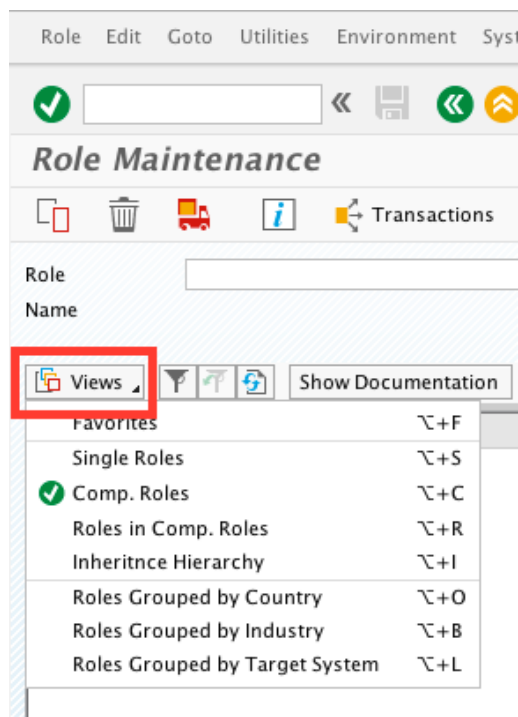 Role Edit Goto Utilities Environment Syst
Role Maintenance
i Transactions
Role
Name
Views Show Documentation
Favorites ⌥+F
Single Roles ⌥+S
Comp. Roles ⌥+C
Roles in Comp. Roles ⌥+R
Inheritnce Hierarchy ⌥+I
Roles Grouped by Country ⌥+O
Roles Grouped by Industry ⌥+B
Roles Grouped by Target System ⌥+L